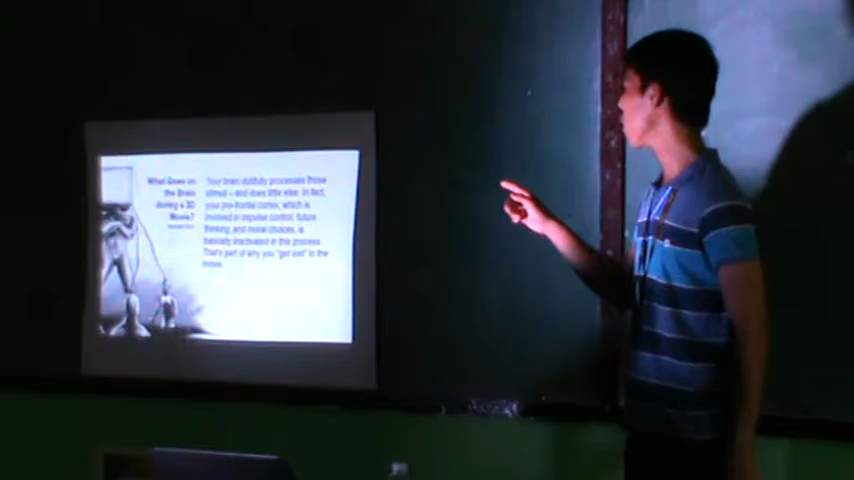 What Goes on
the Brain
during a 3D
Movie?
Your brain dutifully processes those
stimuli – and does little else. In fact,
your pre-frontal cortex, which is
involved in impulse control, future
thinking, and moral choices, is
basically inactivated in this process.
That's part of why you "get lost" in the
movie.